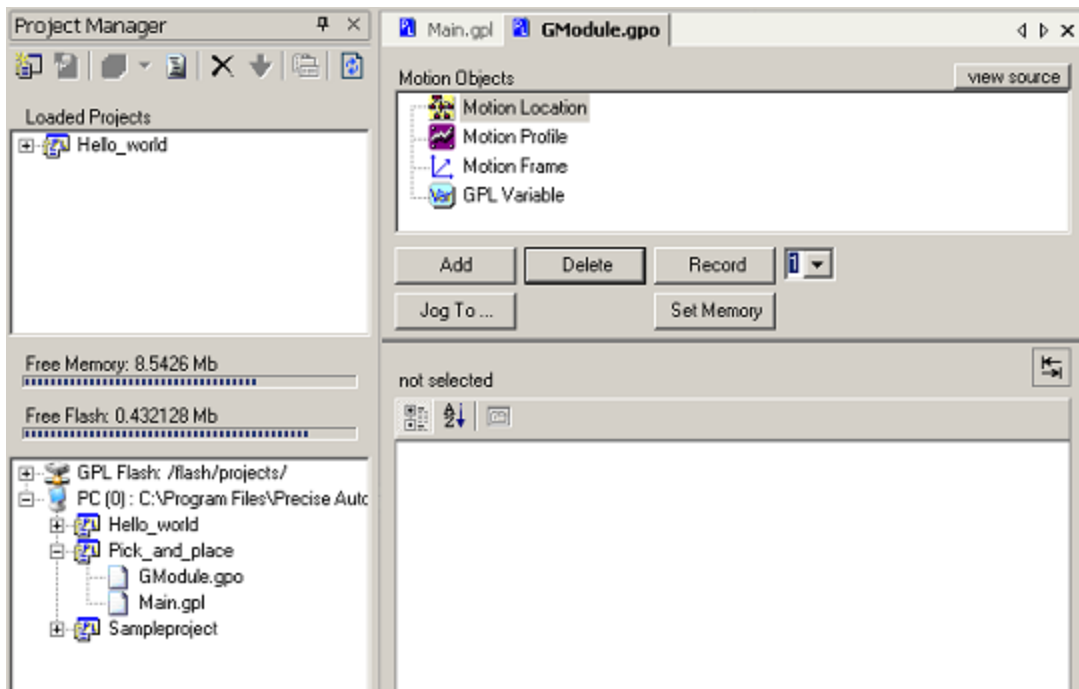 Project Manager
Loaded Projects
Hello_world
Free Memory: 8.5426 Mb
Free Flash: 0.432128 Mb
GPL Flash: /flash/projects/
PC (0) : C:\Program Files\Precise Auto
Hello_world
Pick_and_place
GModule.gpo
Main.gpl
Sampleproject
Main.gpl GModule.gpo
Motion Objects view source
Motion Location
Motion Profile
Motion Frame
Var GPL Variable
Add Delete Record 1
Jog To ... Set Memory
not selected